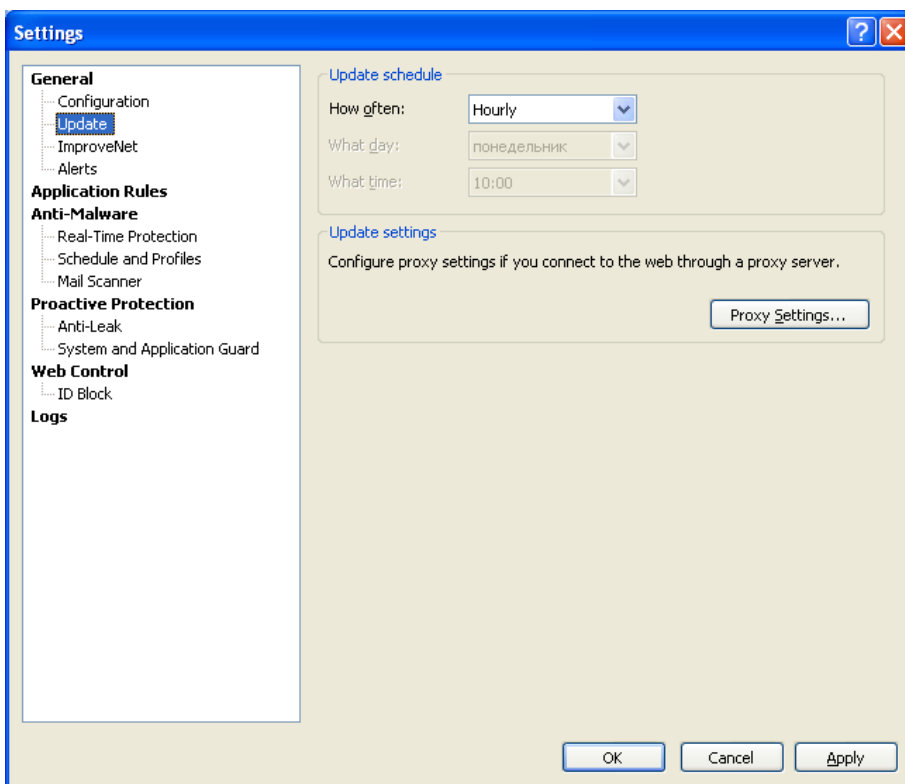 Settings
General
Configuration
Update
ImproveNet
Alerts
Application Rules
Anti-Malware
Real-Time Protection
Schedule and Profiles
Mail Scanner
Proactive Protection
Anti-Leak
System and Application Guard
Web Control
ID Block
Logs
Update schedule
How often: Hourly
What day: понедельник
What time: 10:00
Update settings
Configure proxy settings if you connect to the web through a proxy server.
Proxy Settings...
OK Cancel Apply